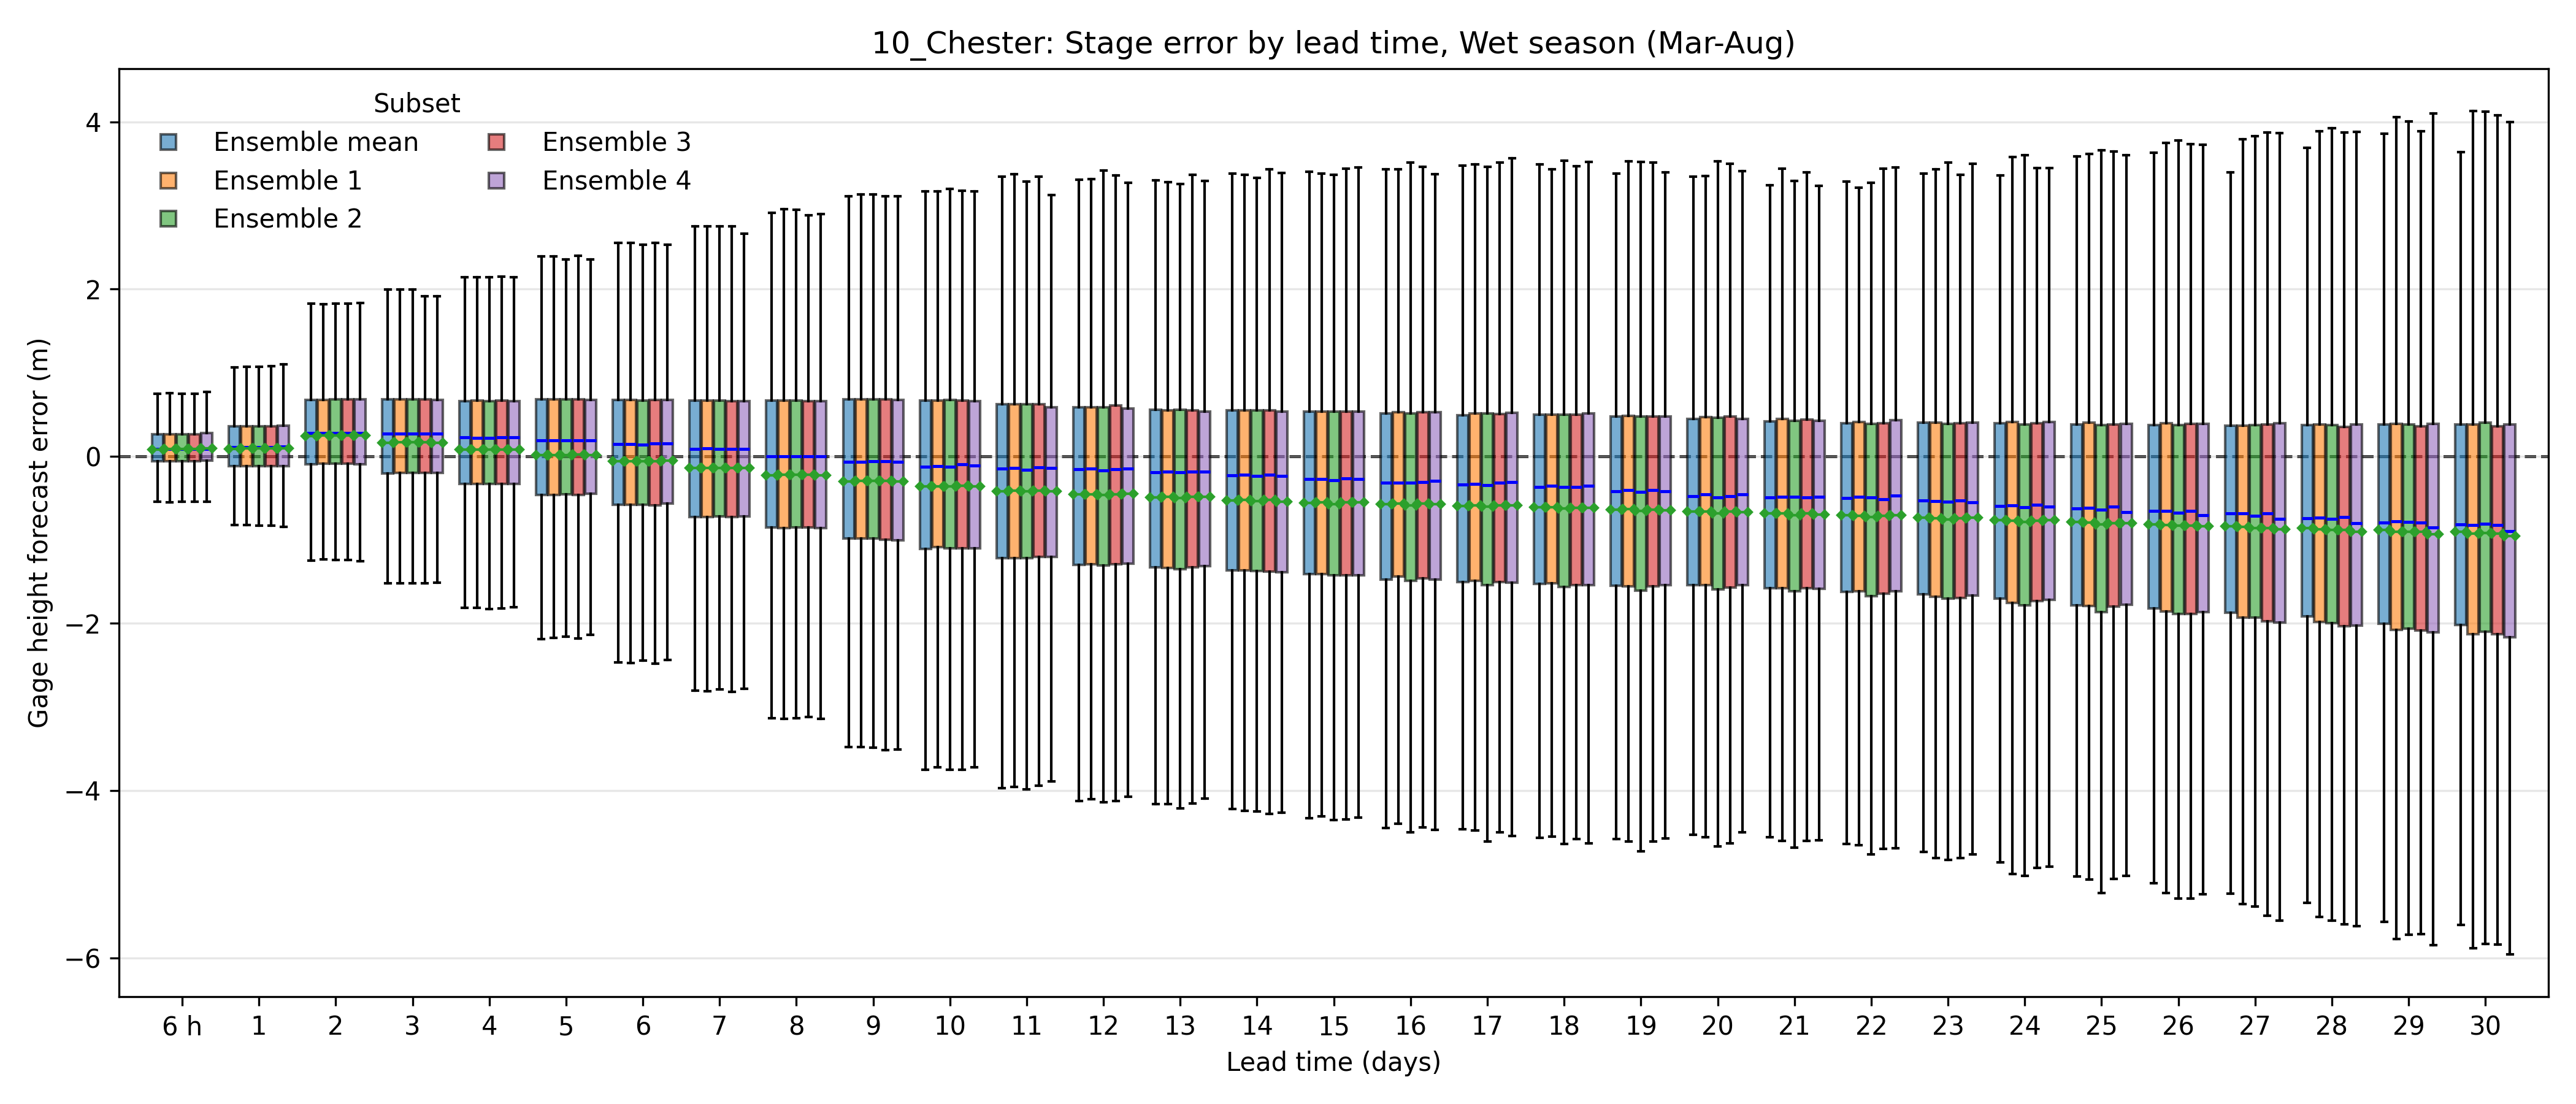 10_Chester: Stage error by lead time, Wet season (Mar-Aug)
Subset
Ensemble mean
Ensemble 1
Ensemble 2
Ensemble 3
Ensemble 4
Gage height forecast error (m)
4
2
0
−2
−4
−6
6 h 1 2 3 4 5 6 7 8 9 10 11 12 13 14 15 16 17 18 19 20 21 22 23 24 25 26 27 28 29 30
Lead time (days)